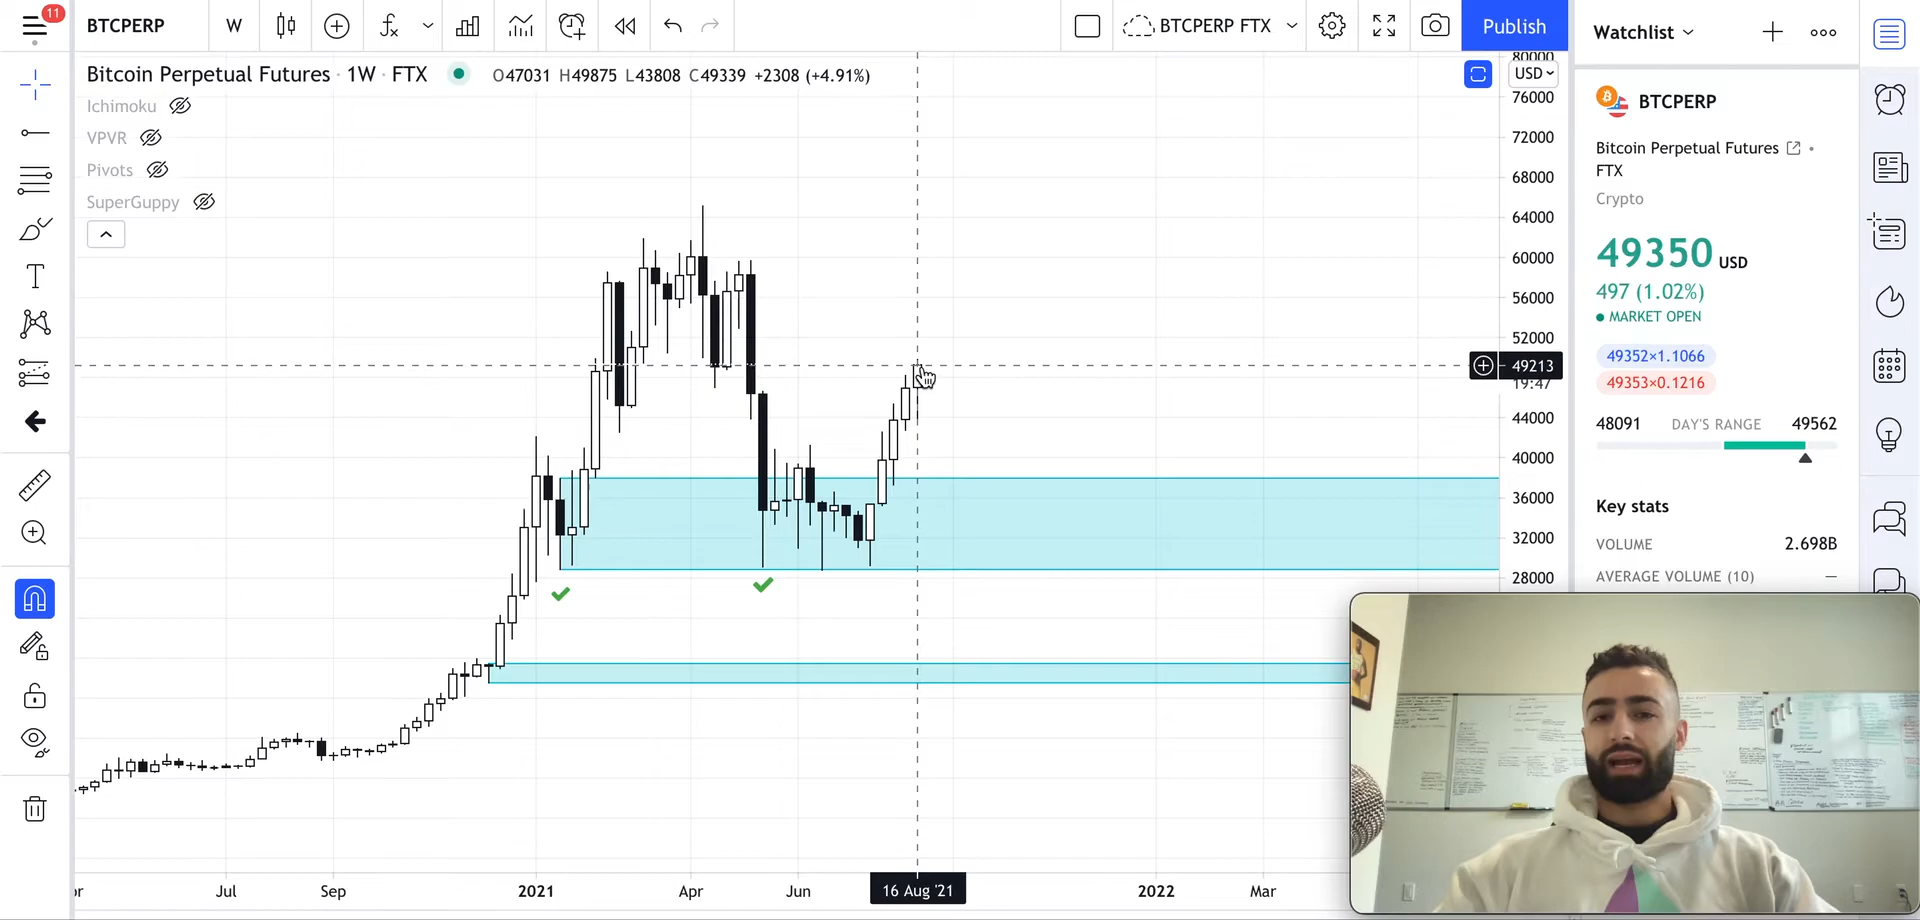 11
BTCPERP
W
BTCPERP FTX
Publish
Watchlist
Bitcoin Perpetual Futures · 1W · FTX
O47031 H49875 L43808 C49339 +2308 (+4.91%)
USD
Ichimoku
VPVR
Pivots
SuperGuppy
80000
76000
72000
68000
64000
60000
56000
52000
49213
19:47
44000
40000
36000
32000
28000
Jul
Sep
2021
Apr
Jun
16 Aug '21
2022
Mar
BTCPERP
Bitcoin Perpetual Futures
FTX
Crypto
49350 USD
497 (1.02%)
MARKET OPEN
49352×1.1066
49353×0.1216
48091 DAY'S RANGE 49562
Key stats
VOLUME 2.698B
AVERAGE VOLUME (10) —